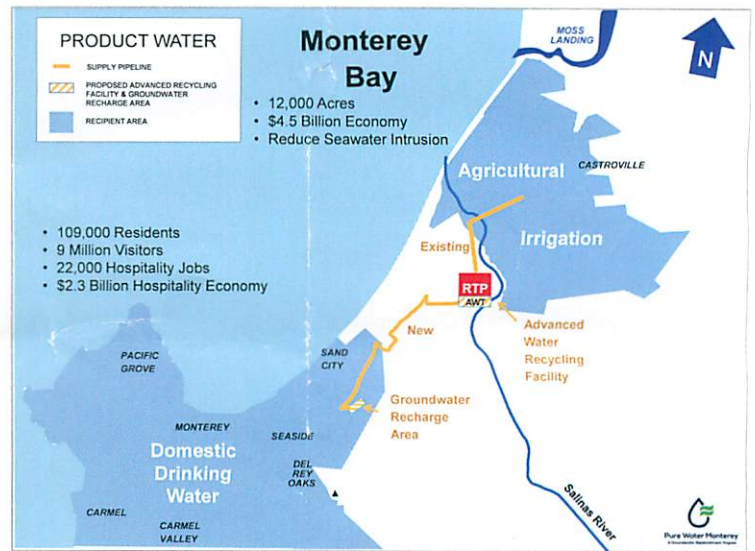 PRODUCT WATER
SUPPLY PIPELINE
PROPOSED ADVANCED RECYCLING
FACILITY & GROUNDWATER
RECHARGE AREA
RECIPIENT AREA
Monterey
Bay
• 12,000 Acres
• $4.5 Billion Economy
• Reduce Seawater Intrusion
MOSS
LANDING
N
Agricultural
CASTROVILLE
Irrigation
• 109,000 Residents
• 9 Million Visitors
• 22,000 Hospitality Jobs
• $2.3 Billion Hospitality Economy
Existing
RTP
AWT
New
Advanced
Water
Recycling
Facility
PACIFIC
GROVE
SAND
CITY
Groundwater
Recharge
Area
MONTEREY
SEASIDE
Domestic
Drinking
Water
DEL
REY
OAKS
CARMEL
CARMEL
VALLEY
Salinas River
Pure Water Monterey
A Groundwater Replenishment Program